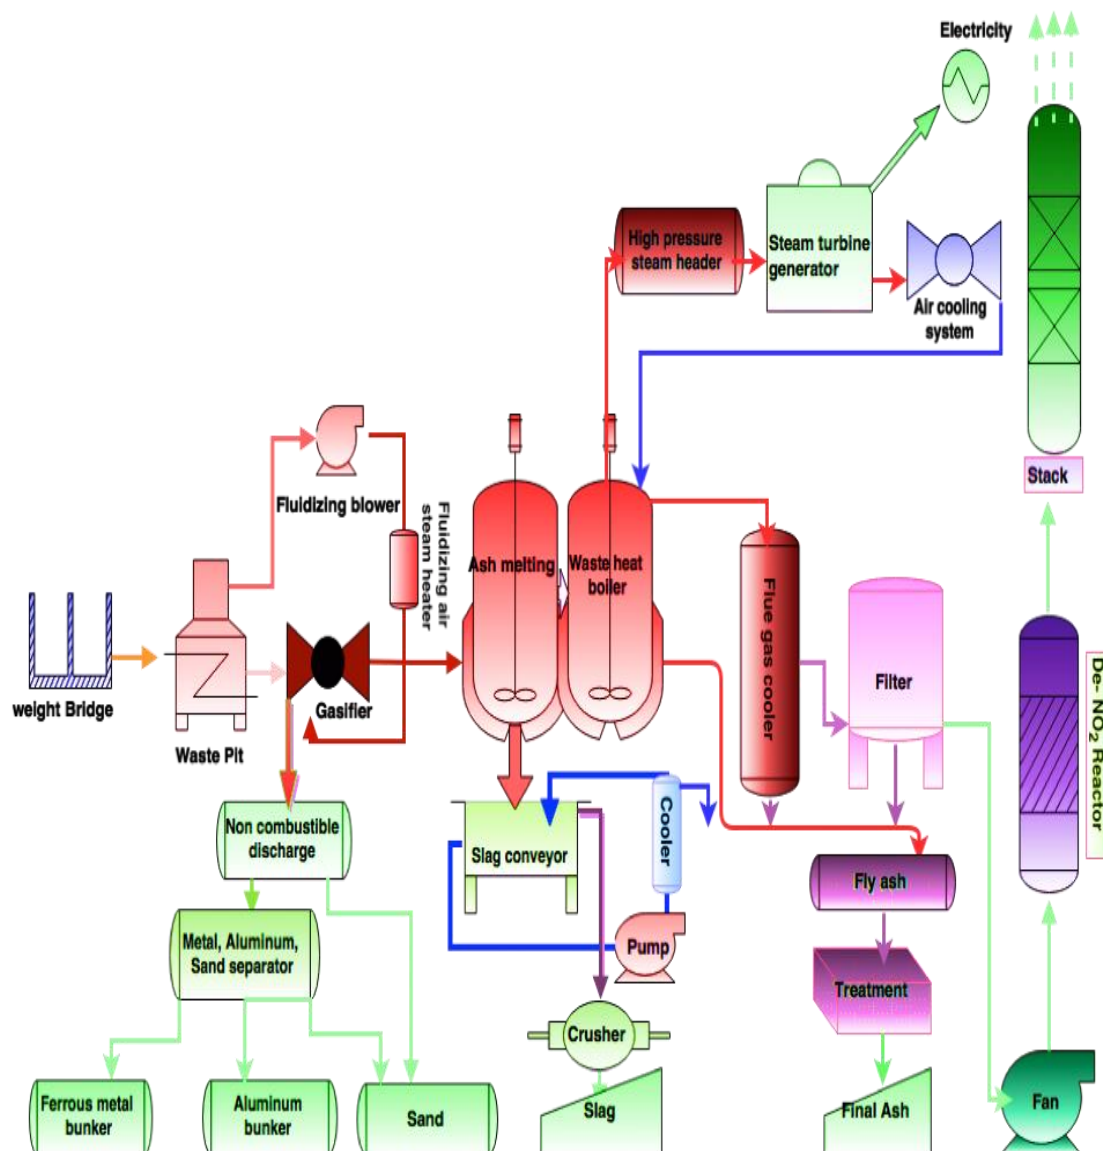 Electricity
High pressure
steam header
Steam turbine
generator
Air cooling
system
Stack
Fluidizing blower
Fluidizing air
steam heater
Ash melting
Waste heat
boiler
Flue gas cooler
Filter
De- NO₂ Reactor
weight Bridge
Waste Pit
Gasifier
Non combustible
discharge
Slag conveyor
Cooler
Pump
Fly ash
Metal, Aluminum,
Sand separator
Treatment
Crusher
Ferrous metal
bunker
Aluminum
bunker
Sand
Slag
Final Ash
Fan